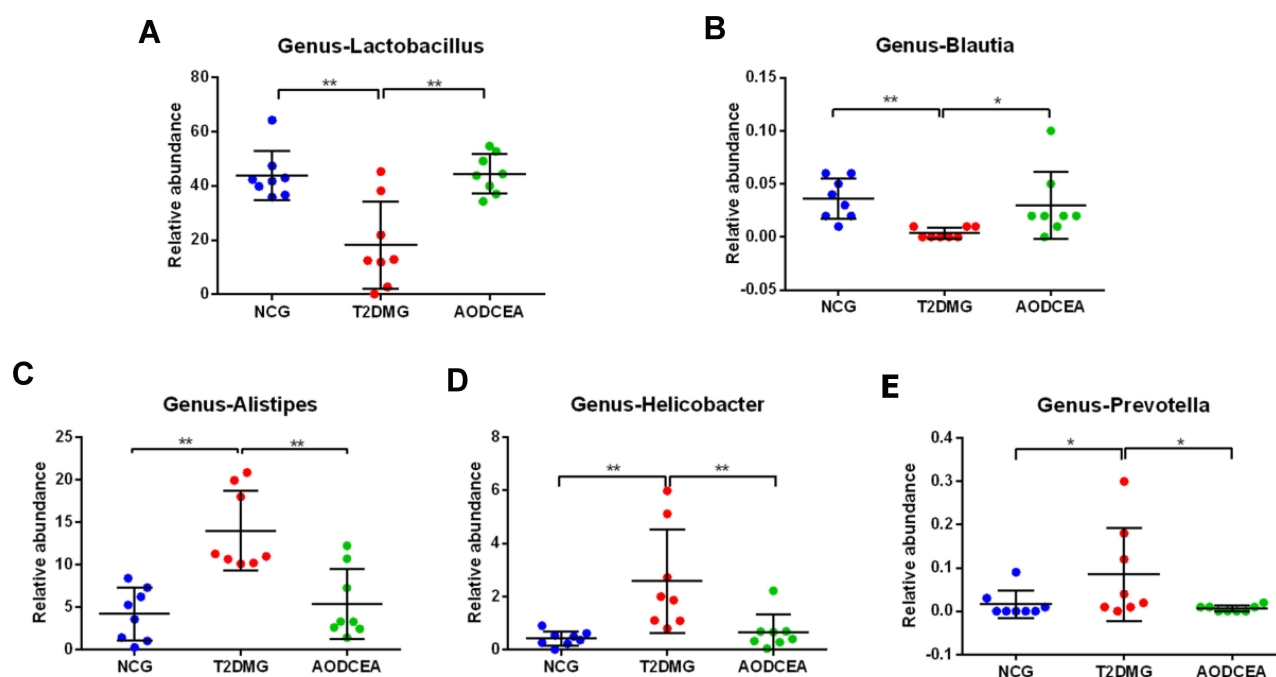 A
Genus-Lactobacillus
Relative abundance
80
60
40
20
0
** **
NCG T2DMG AODCEA
B
Genus-Blautia
Relative abundance
0.15
0.10
0.05
0.00
-0.05
** *
NCG T2DMG AODCEA
C
Genus-Alistipes
Relative abundance
25
20
15
10
5
0
** **
NCG T2DMG AODCEA
D
Genus-Helicobacter
Relative abundance
8
6
4
2
0
** **
NCG T2DMG AODCEA
E
Genus-Prevotella
Relative abundance
0.4
0.3
0.2
0.1
0.0
-0.1
* *
NCG T2DMG AODCEA